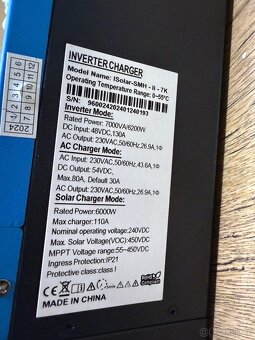 INVERTER CHARGER
Model Name: ISolar-SMH - II - 7K
Operating Temperature Range: 0~55°C
S/N: 96002420240124019​3
Inverter Mode:
Rated Power: 7000VA/6200W
DC Input: 48VDC,130A
AC Output: 230VAC,50/60Hz,26.9A,1Φ
AC Charger Mode:
AC Input: 230VAC,50/60Hz,43.6A,1Φ
DC Output: 54VDC,
Max.80A, Default 30A
AC Output:230VAC,50/60Hz,26.9A,1Φ
Solar Charger Mode:
Rated Power:6000W
Max charger:110A
Nominal operating voltage:240VDC
Max. Solar Voltage(VOC):450VDC
MPPT Voltage range:55~450VDC
Ingress Protection:IP21
Protective class:class I
CE
RoHS
Compliant
MADE IN CHINA
2024
1 2 3 4 5 6
7 8 9 10 11 12